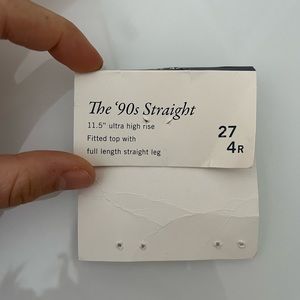 The '90s Straight
11.5" ultra high rise
Fitted top with
full length straight leg
27
4R